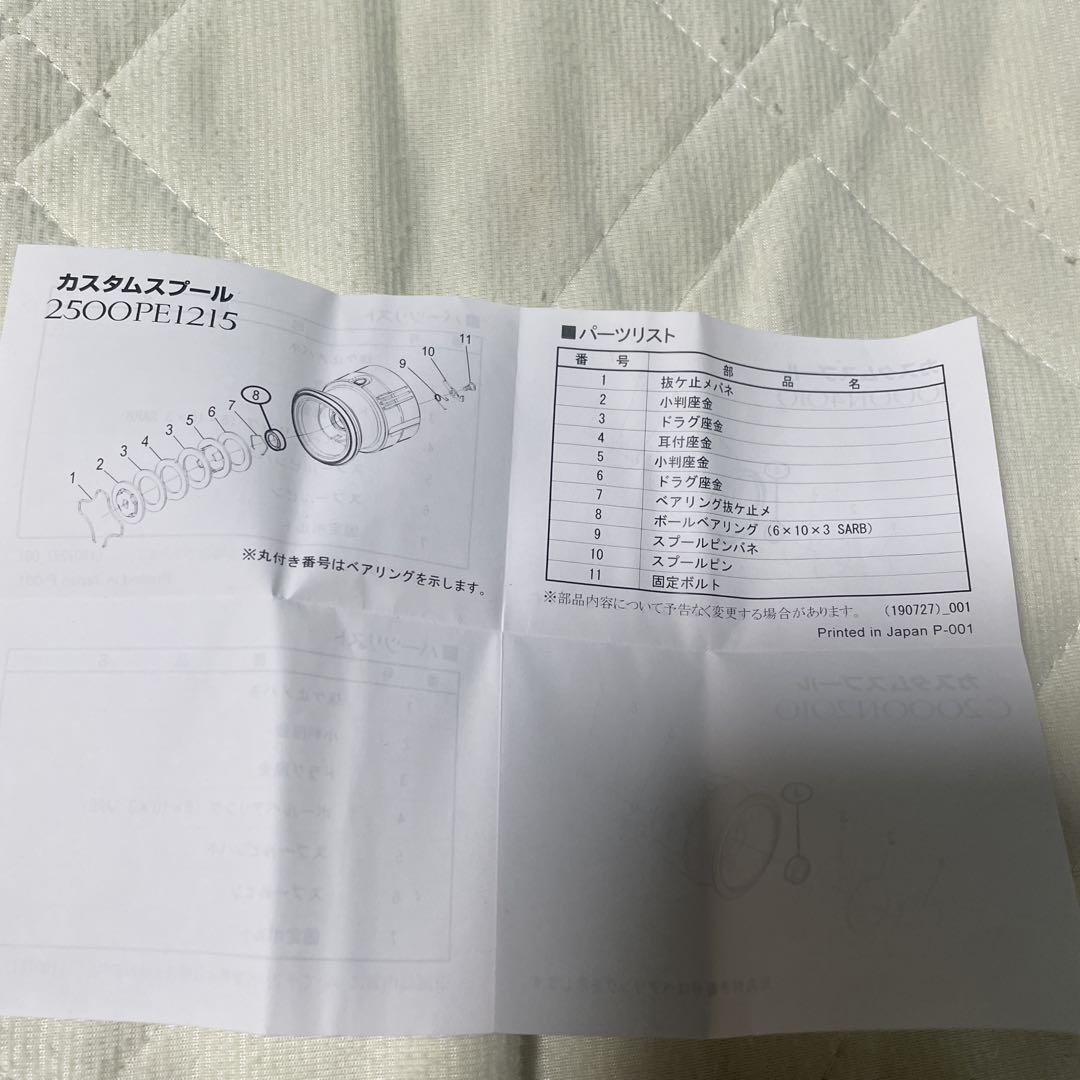 カスタムスプール
2500PE1215
1
2
3
4
3
5
6
7
8
9
10
11
※丸付き番号はベアリングを示します。
■パーツリスト
番号 部品名
1 抜ケ止メバネ
2 小判座金
3 ドラグ座金
4 耳付座金
5 小判座金
6 ドラグ座金
7 ベアリング抜ケ止メ
8 ボールベアリング (6×10×3 SARB)
9 スプールピンバネ
10 スプールピン
11 固定ボルト
※部品内容について予告なく変更する場合があります。 (190727)_001
Printed in Japan P-001